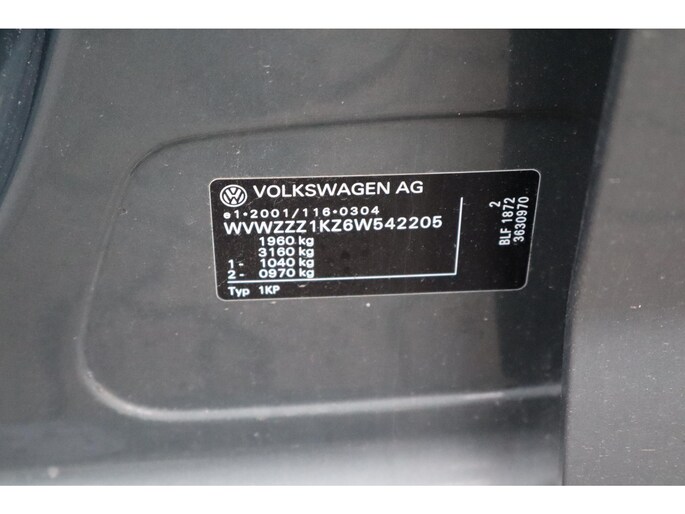 VOLKSWAGEN AG
e1*2001/116*0304
WVWZZZ1KZ6W542205
1960 kg
3160 kg
1 - 1040 kg
2 - 0970 kg
Typ 1KP
2
BLF 1872
3630970